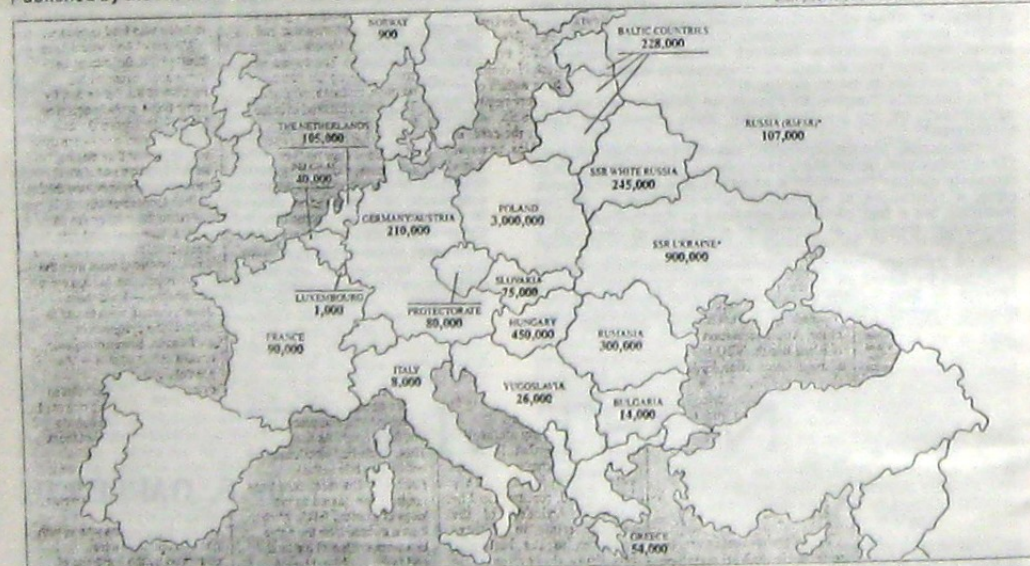 Published by
NORWAY
900
BALTIC COUNTRIES
228,000
THE NETHERLANDS
105,000
RUSSIA (RSFSR)*
107,000
BELGIUM
40,000
SSR WHITE RUSSIA
245,000
POLAND
3,000,000
GERMANY/AUSTRIA
210,000
SSR UKRAINE*
900,000
SLOVAKIA
75,000
LUXEMBOURG
1,000
PROTECTORATE
80,000
HUNGARY
450,000
RUMANIA
300,000
FRANCE
90,000
ITALY
8,000
YUGOSLAVIA
26,000
BULGARIA
14,000
GREECE
54,000